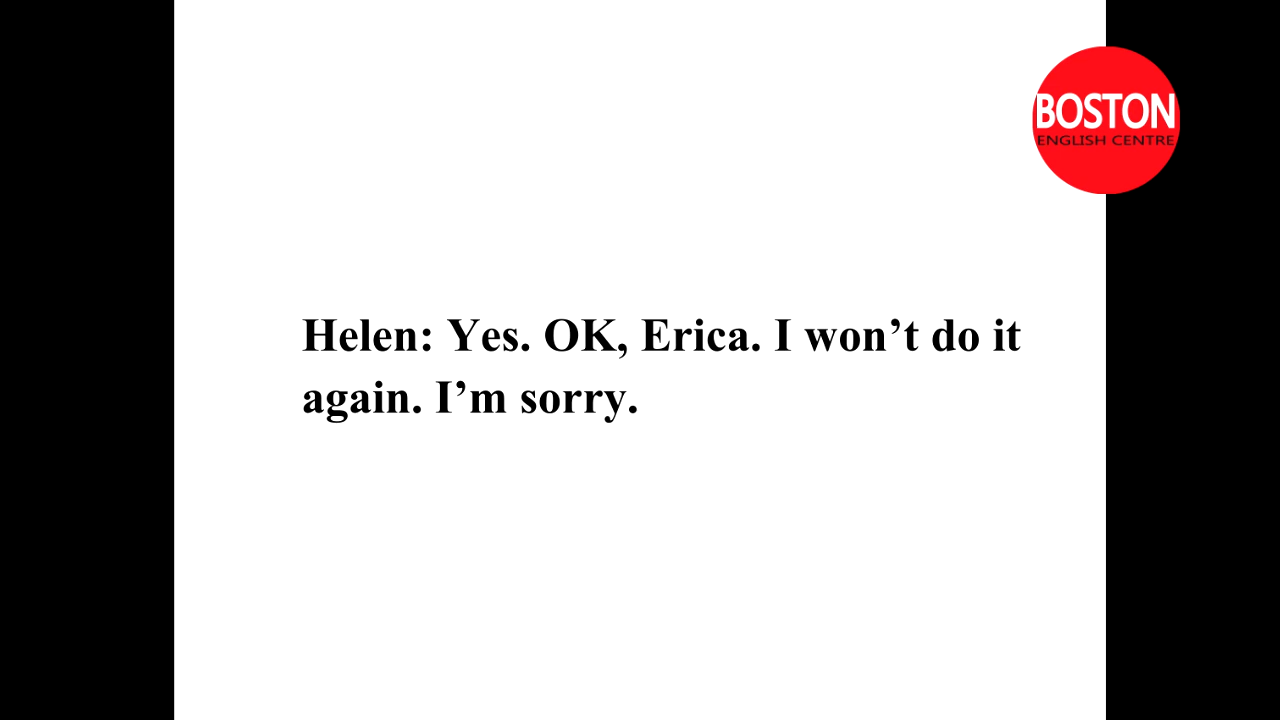 BOSTON
ENGLISH CENTRE
Helen: Yes. OK, Erica. I won’t do it
again. I’m sorry.